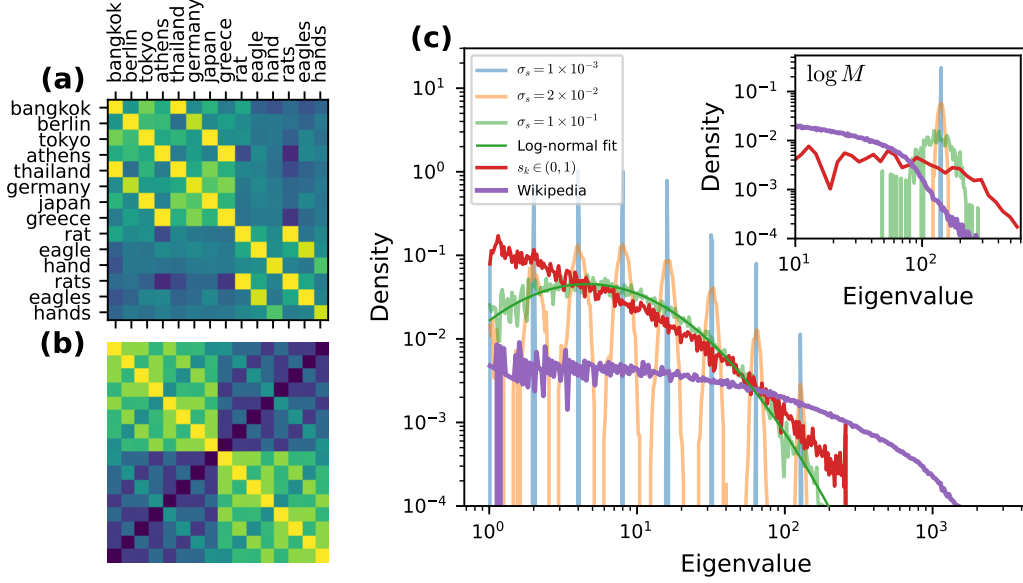 bangkok
berlin
tokyo
athens
thailand
germany
japan
greece
rat
eagle
hand
rats
eagles
hands
(a)
bangkok
berlin
tokyo
athens
thailand
germany
japan
greece
rat
eagle
hand
rats
eagles
hands
(b)
(c)
σₛ = 1 × 10⁻³
σₛ = 2 × 10⁻²
σₛ = 1 × 10⁻¹
Log-normal fit
sₖ ∈ (0, 1)
Wikipedia
Density
10¹
10⁰
10⁻¹
10⁻²
10⁻³
10⁻⁴
10⁰
10¹
10²
10³
Eigenvalue
log M
Density
10⁻¹
10⁻²
10⁻³
10⁻⁴
10¹
10²
Eigenvalue